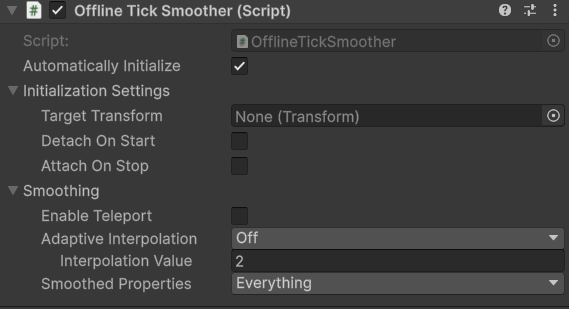 Offline Tick Smoother (Script)
Script: OfflineTickSmoother
Automatically Initialize
Initialization Settings
Target Transform None (Transform)
Detach On Start
Attach On Stop
Smoothing
Enable Teleport
Adaptive Interpolation Off
Interpolation Value 2
Smoothed Properties Everything